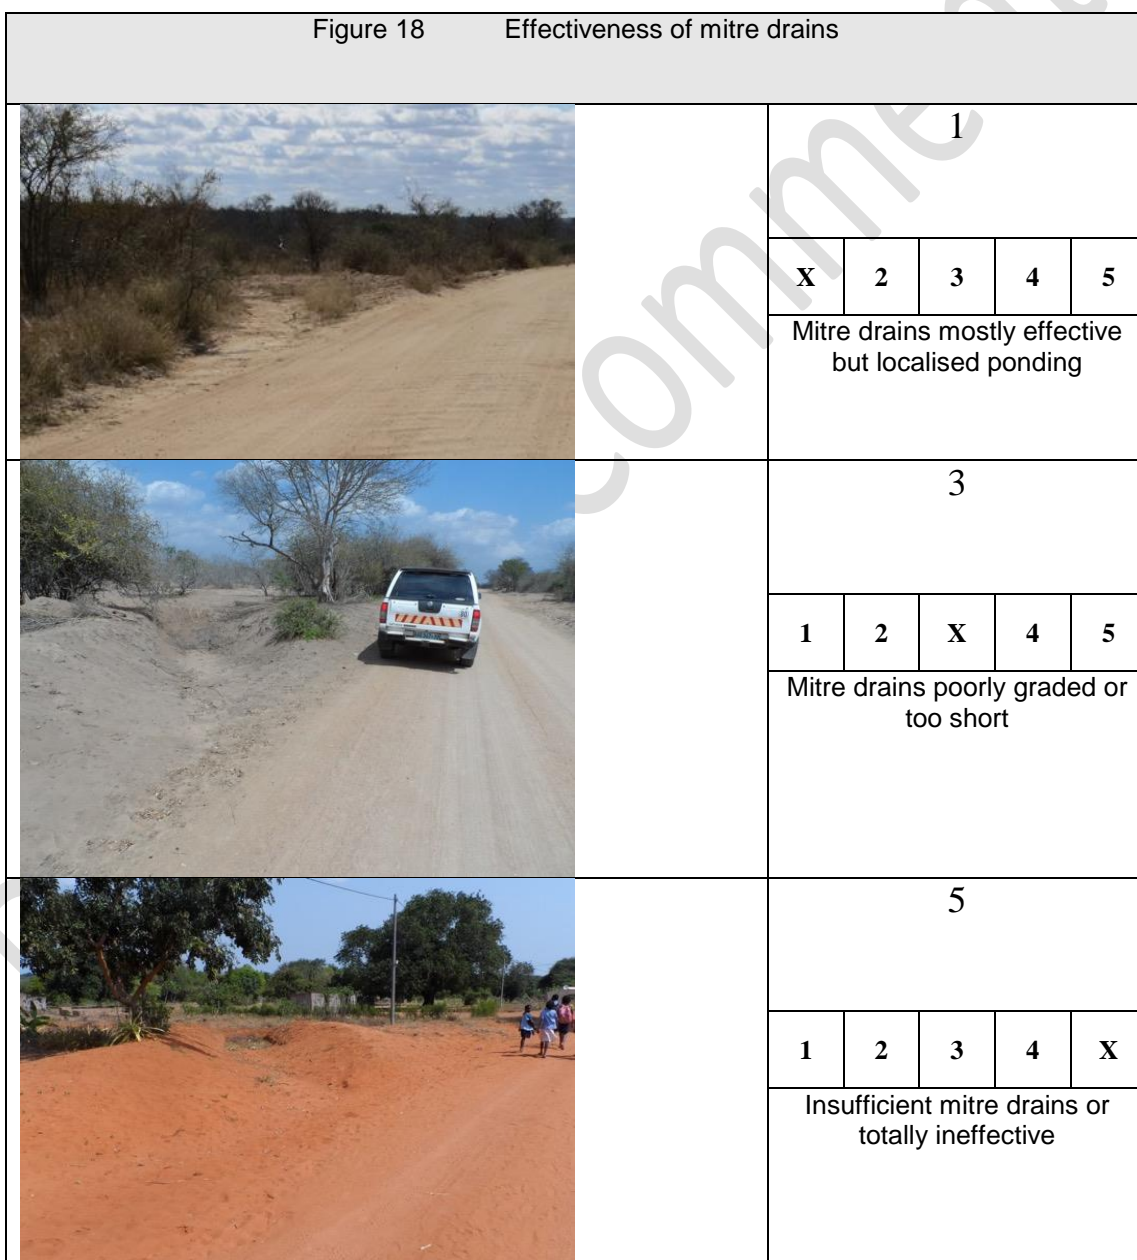 Figure 18 Effectiveness of mitre drains
1
X 2 3 4 5
Mitre drains mostly effective
but localised ponding
3
1 2 X 4 5
Mitre drains poorly graded or
too short
5
1 2 3 4 X
Insufficient mitre drains or
totally ineffective
comme